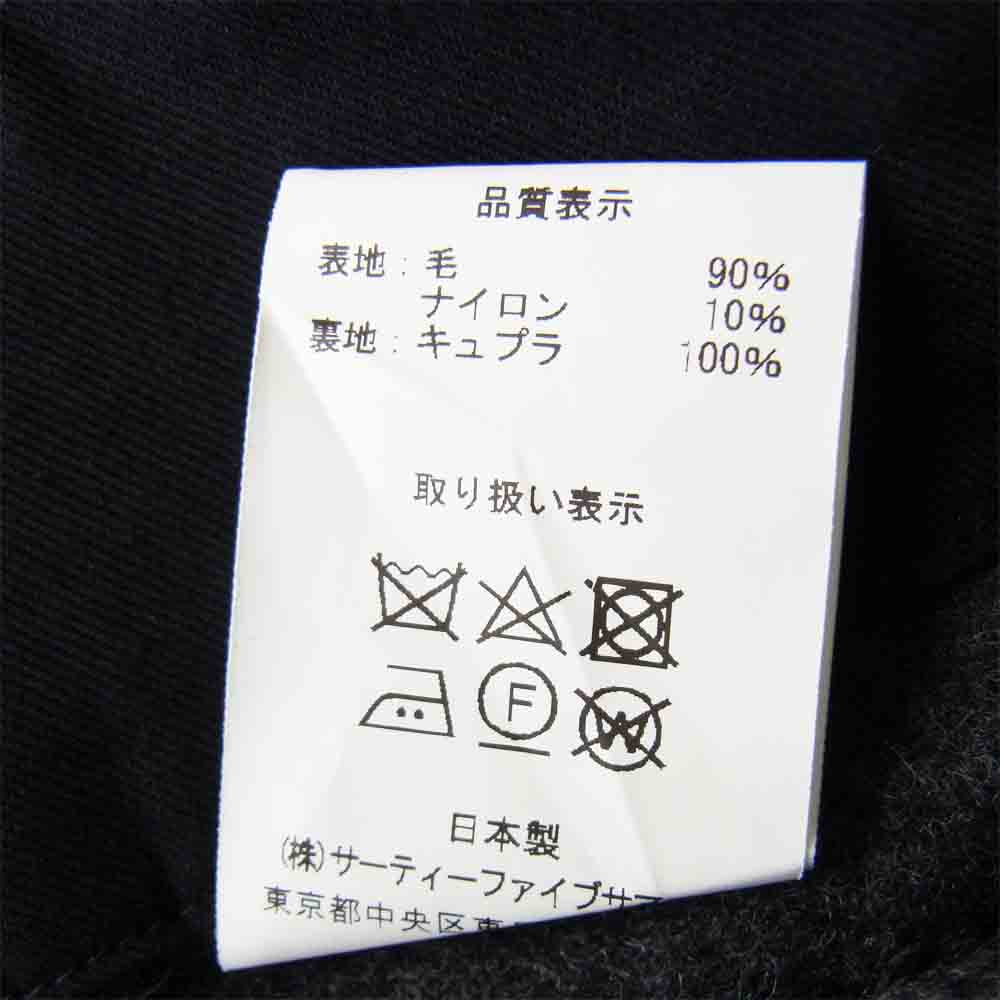 品質表示
表地：毛 90%
ナイロン 10%
裏地：キュプラ 100%
取り扱い表示
F
W
日本製
(株)サーティーファイブサマ
東京都中央区東